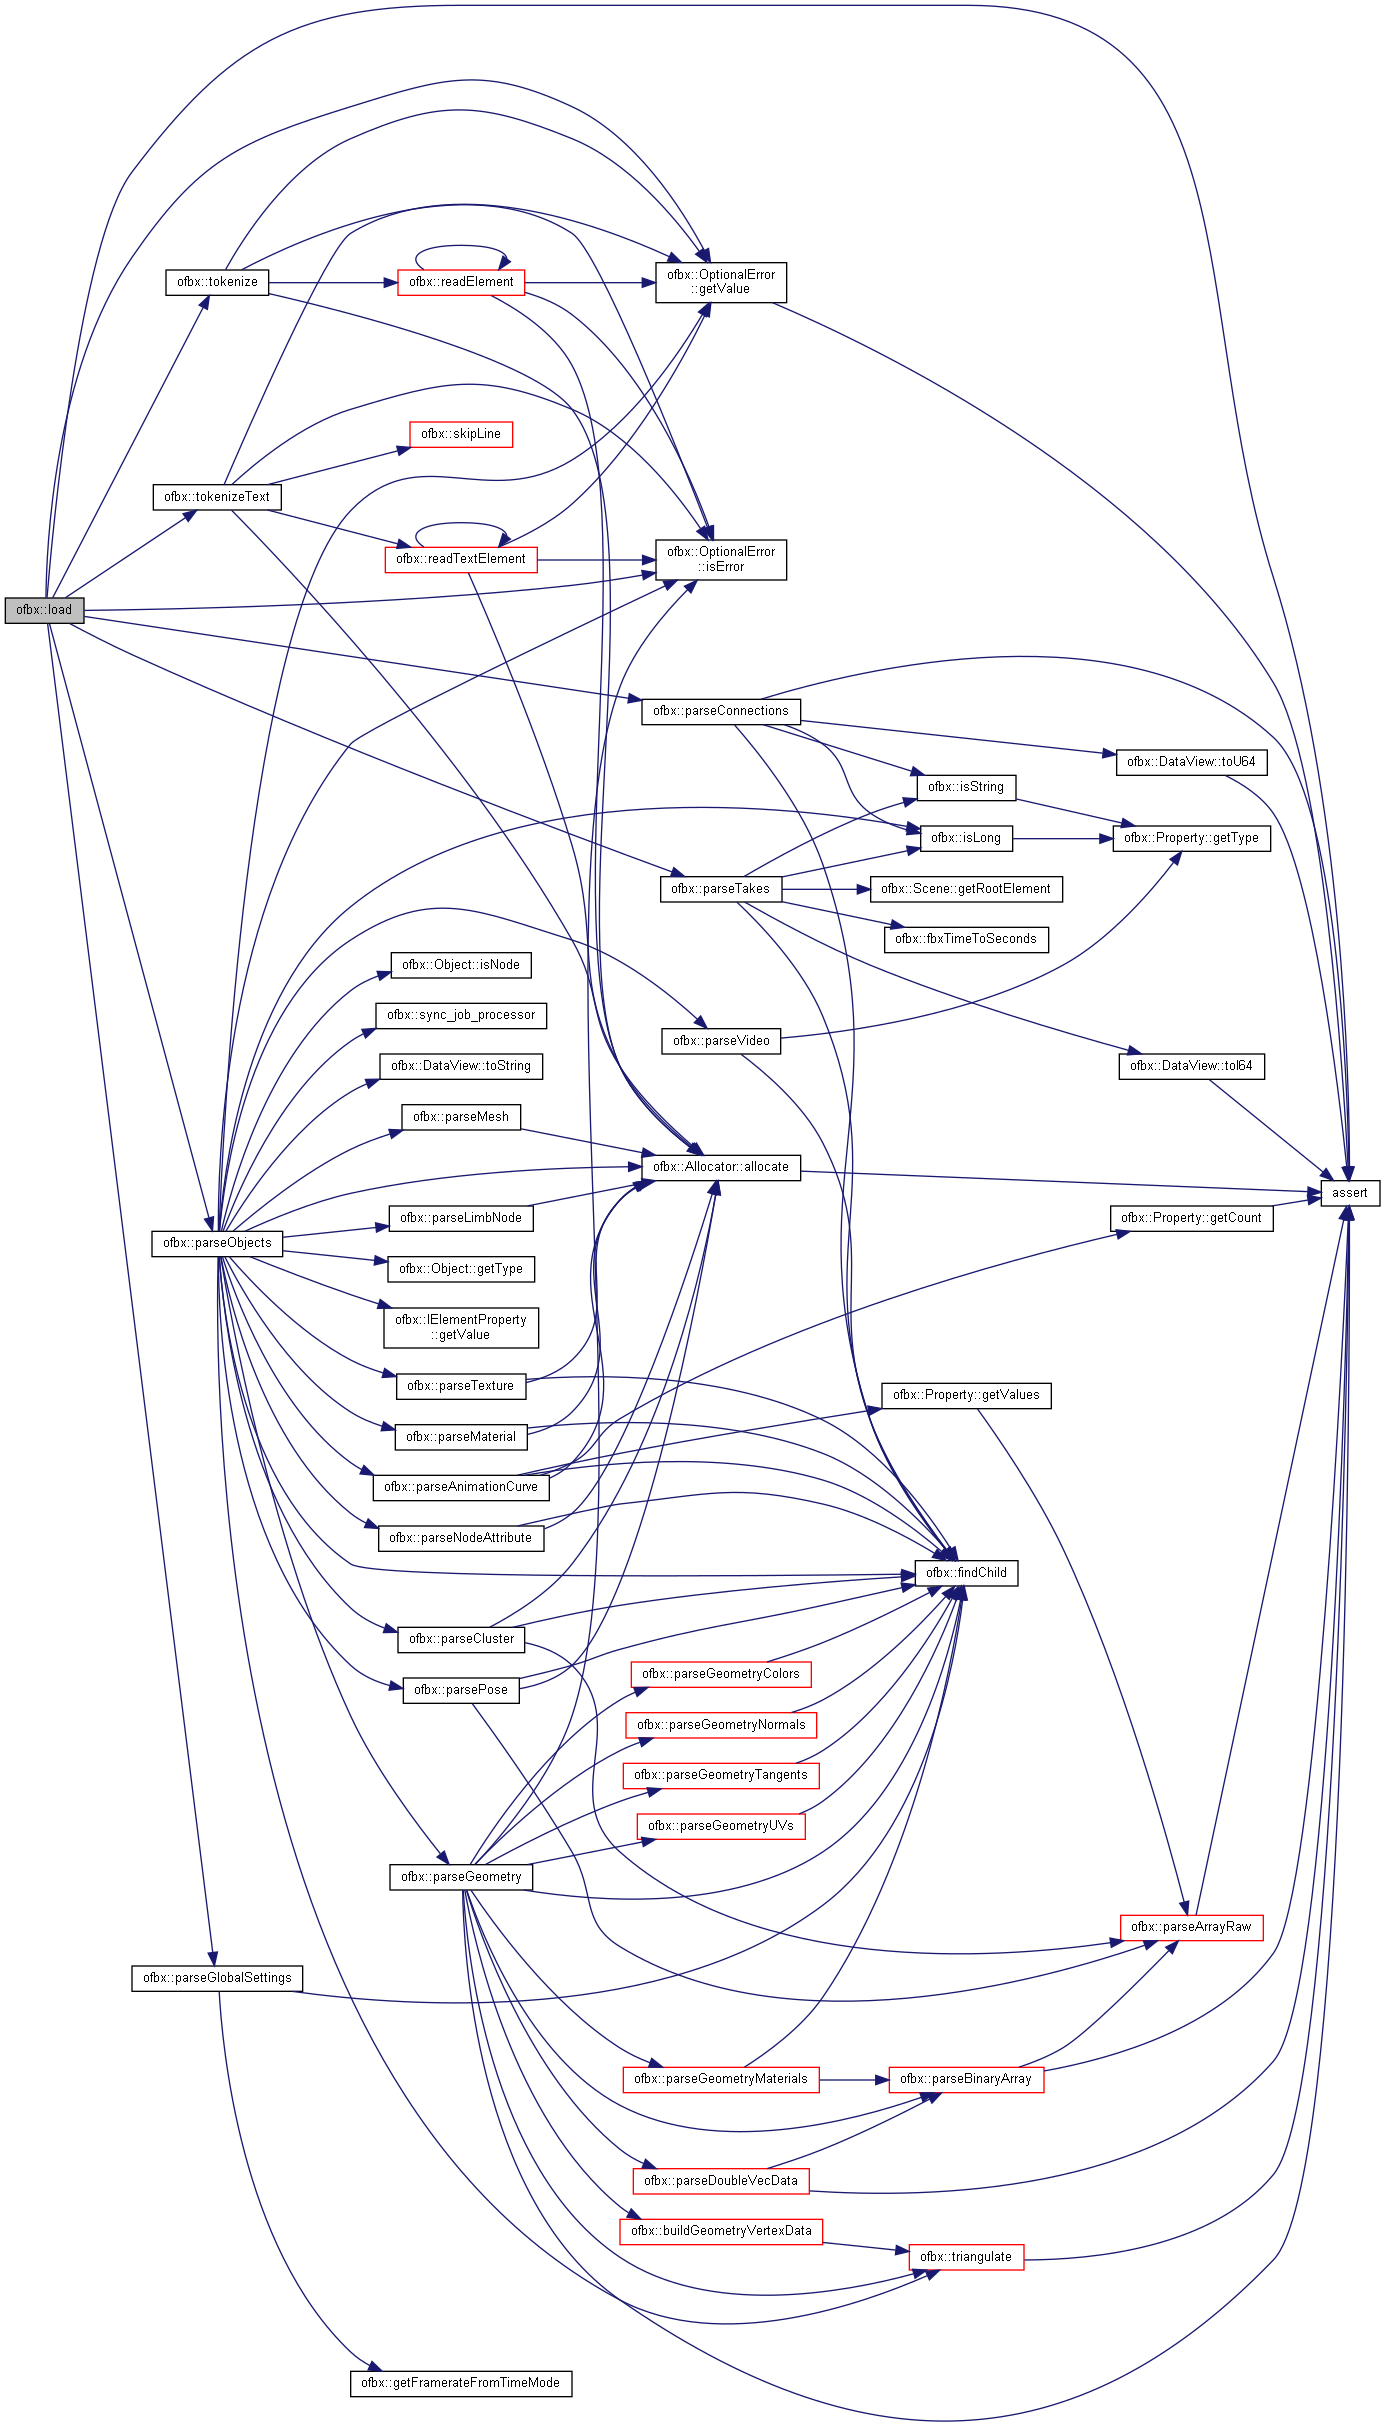 ofbx::tokenize
ofbx::readElement
ofbx::OptionalError
::getValue
ofbx::skipLine
ofbx::tokenizeText
ofbx::readTextElement
ofbx::OptionalError
::isError
ofbx::load
ofbx::parseConnections
ofbx::DataView::toU64
ofbx::isString
ofbx::isLong
ofbx::Property::getType
ofbx::parseTakes
ofbx::Scene::getRootElement
ofbx::fbxTimeToSeconds
ofbx::Object::isNode
ofbx::sync_job_processor
ofbx::parseVideo
ofbx::DataView::toString
ofbx::DataView::toI64
ofbx::parseMesh
ofbx::Allocator::allocate
assert
ofbx::parseLimbNode
ofbx::Property::getCount
ofbx::parseObjects
ofbx::Object::getType
ofbx::IElementProperty
::getValue
ofbx::parseTexture
ofbx::Property::getValues
ofbx::parseMaterial
ofbx::parseAnimationCurve
ofbx::parseNodeAttribute
ofbx::findChild
ofbx::parseCluster
ofbx::parseGeometryColors
ofbx::parsePose
ofbx::parseGeometryNormals
ofbx::parseGeometryTangents
ofbx::parseGeometryUVs
ofbx::parseGeometry
ofbx::parseArrayRaw
ofbx::parseGlobalSettings
ofbx::parseGeometryMaterials
ofbx::parseBinaryArray
ofbx::parseDoubleVecData
ofbx::buildGeometryVertexData
ofbx::triangulate
ofbx::getFramerateFromTimeMode